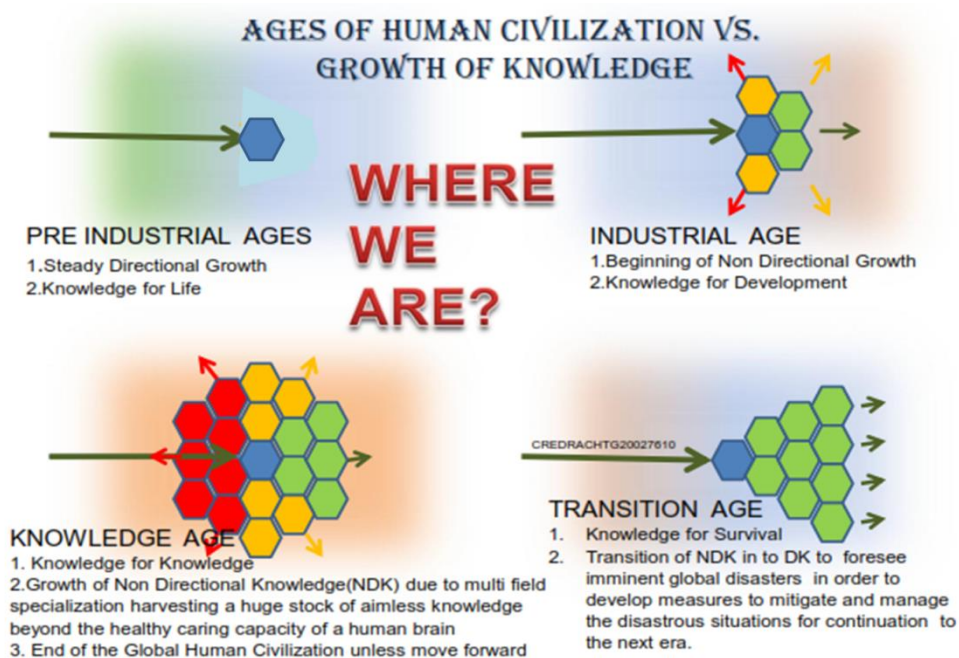 AGES OF HUMAN CIVILIZATION VS.
GROWTH OF KNOWLEDGE
WHERE
WE
ARE?
PRE INDUSTRIAL AGES
1.Steady Directional Growth
2.Knowledge for Life
INDUSTRIAL AGE
1.Beginning of Non Directional Growth
2.Knowledge for Development
KNOWLEDGE AGE
1. Knowledge for Knowledge
2.Growth of Non Directional Knowledge(NDK) due to multi field
specialization harvesting a huge stock of aimless knowledge
beyond the healthy caring capacity of a human brain
3. End of the Global Human Civilization unless move forward
CREDRACHTG20027610
TRANSITION AGE
1. Knowledge for Survival
2. Transition of NDK in to DK to foresee
imminent global disasters in order to
develop measures to mitigate and manage
the disastrous situations for continuation to
the next era.